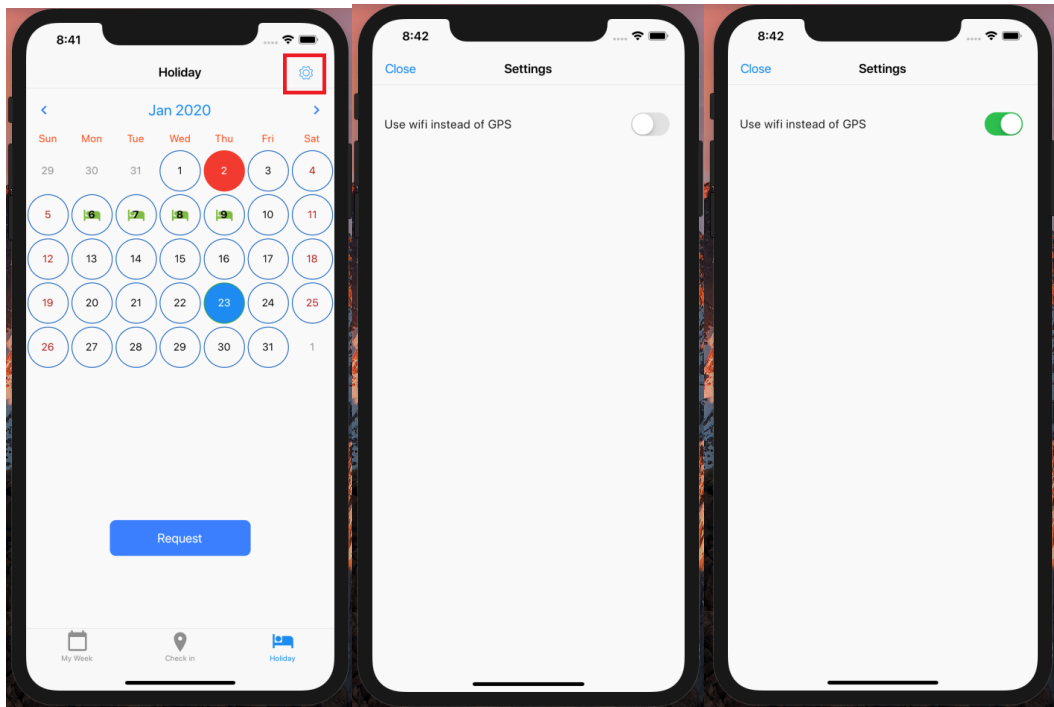 8:41
Holiday
Jan 2020
Sun Mon Tue Wed Thu Fri Sat
29 30 31 1 2 3 4
5 6 7 8 9 10 11
12 13 14 15 16 17 18
19 20 21 22 23 24 25
26 27 28 29 30 31 1
Request
My Week Check in Holiday
8:42
Close Settings
Use wifi instead of GPS
8:42
Close Settings
Use wifi instead of GPS